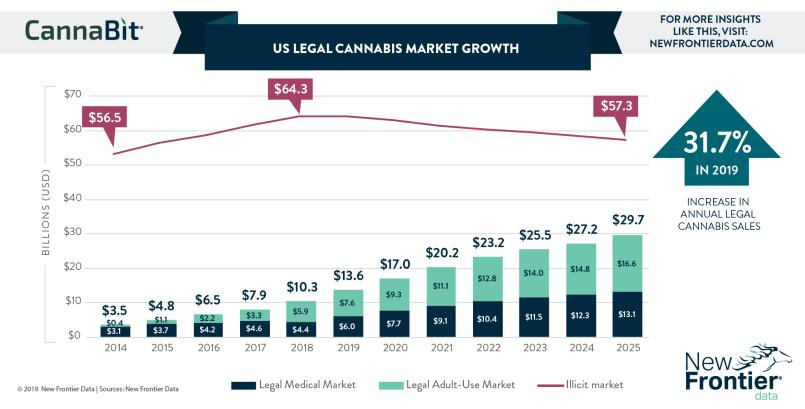 CannaBit®
US LEGAL CANNABIS MARKET GROWTH
FOR MORE INSIGHTS
LIKE THIS, VISIT:
NEWFRONTIERDATA.COM
BILLIONS (USD)
$70
$60
$50
$40
$30
$20
$10
$0
$56.5
$64.3
$57.3
$3.5 $4.8 $6.5 $7.9 $10.3 $13.6 $17.0 $20.2 $23.2 $25.5 $27.2 $29.7
$0.4 $1.1 $2.2 $3.3 $5.9 $7.6 $9.3 $11.1 $12.8 $14.0 $14.8 $16.6
$3.1 $3.7 $4.2 $4.6 $4.4 $6.0 $7.7 $9.1 $10.4 $11.5 $12.3 $13.1
2014 2015 2016 2017 2018 2019 2020 2021 2022 2023 2024 2025
31.7%
IN 2019
INCREASE IN
ANNUAL LEGAL
CANNABIS SALES
© 2019 New Frontier Data | Sources: New Frontier Data
Legal Medical Market Legal Adult-Use Market Illicit market
New
Frontier®
data